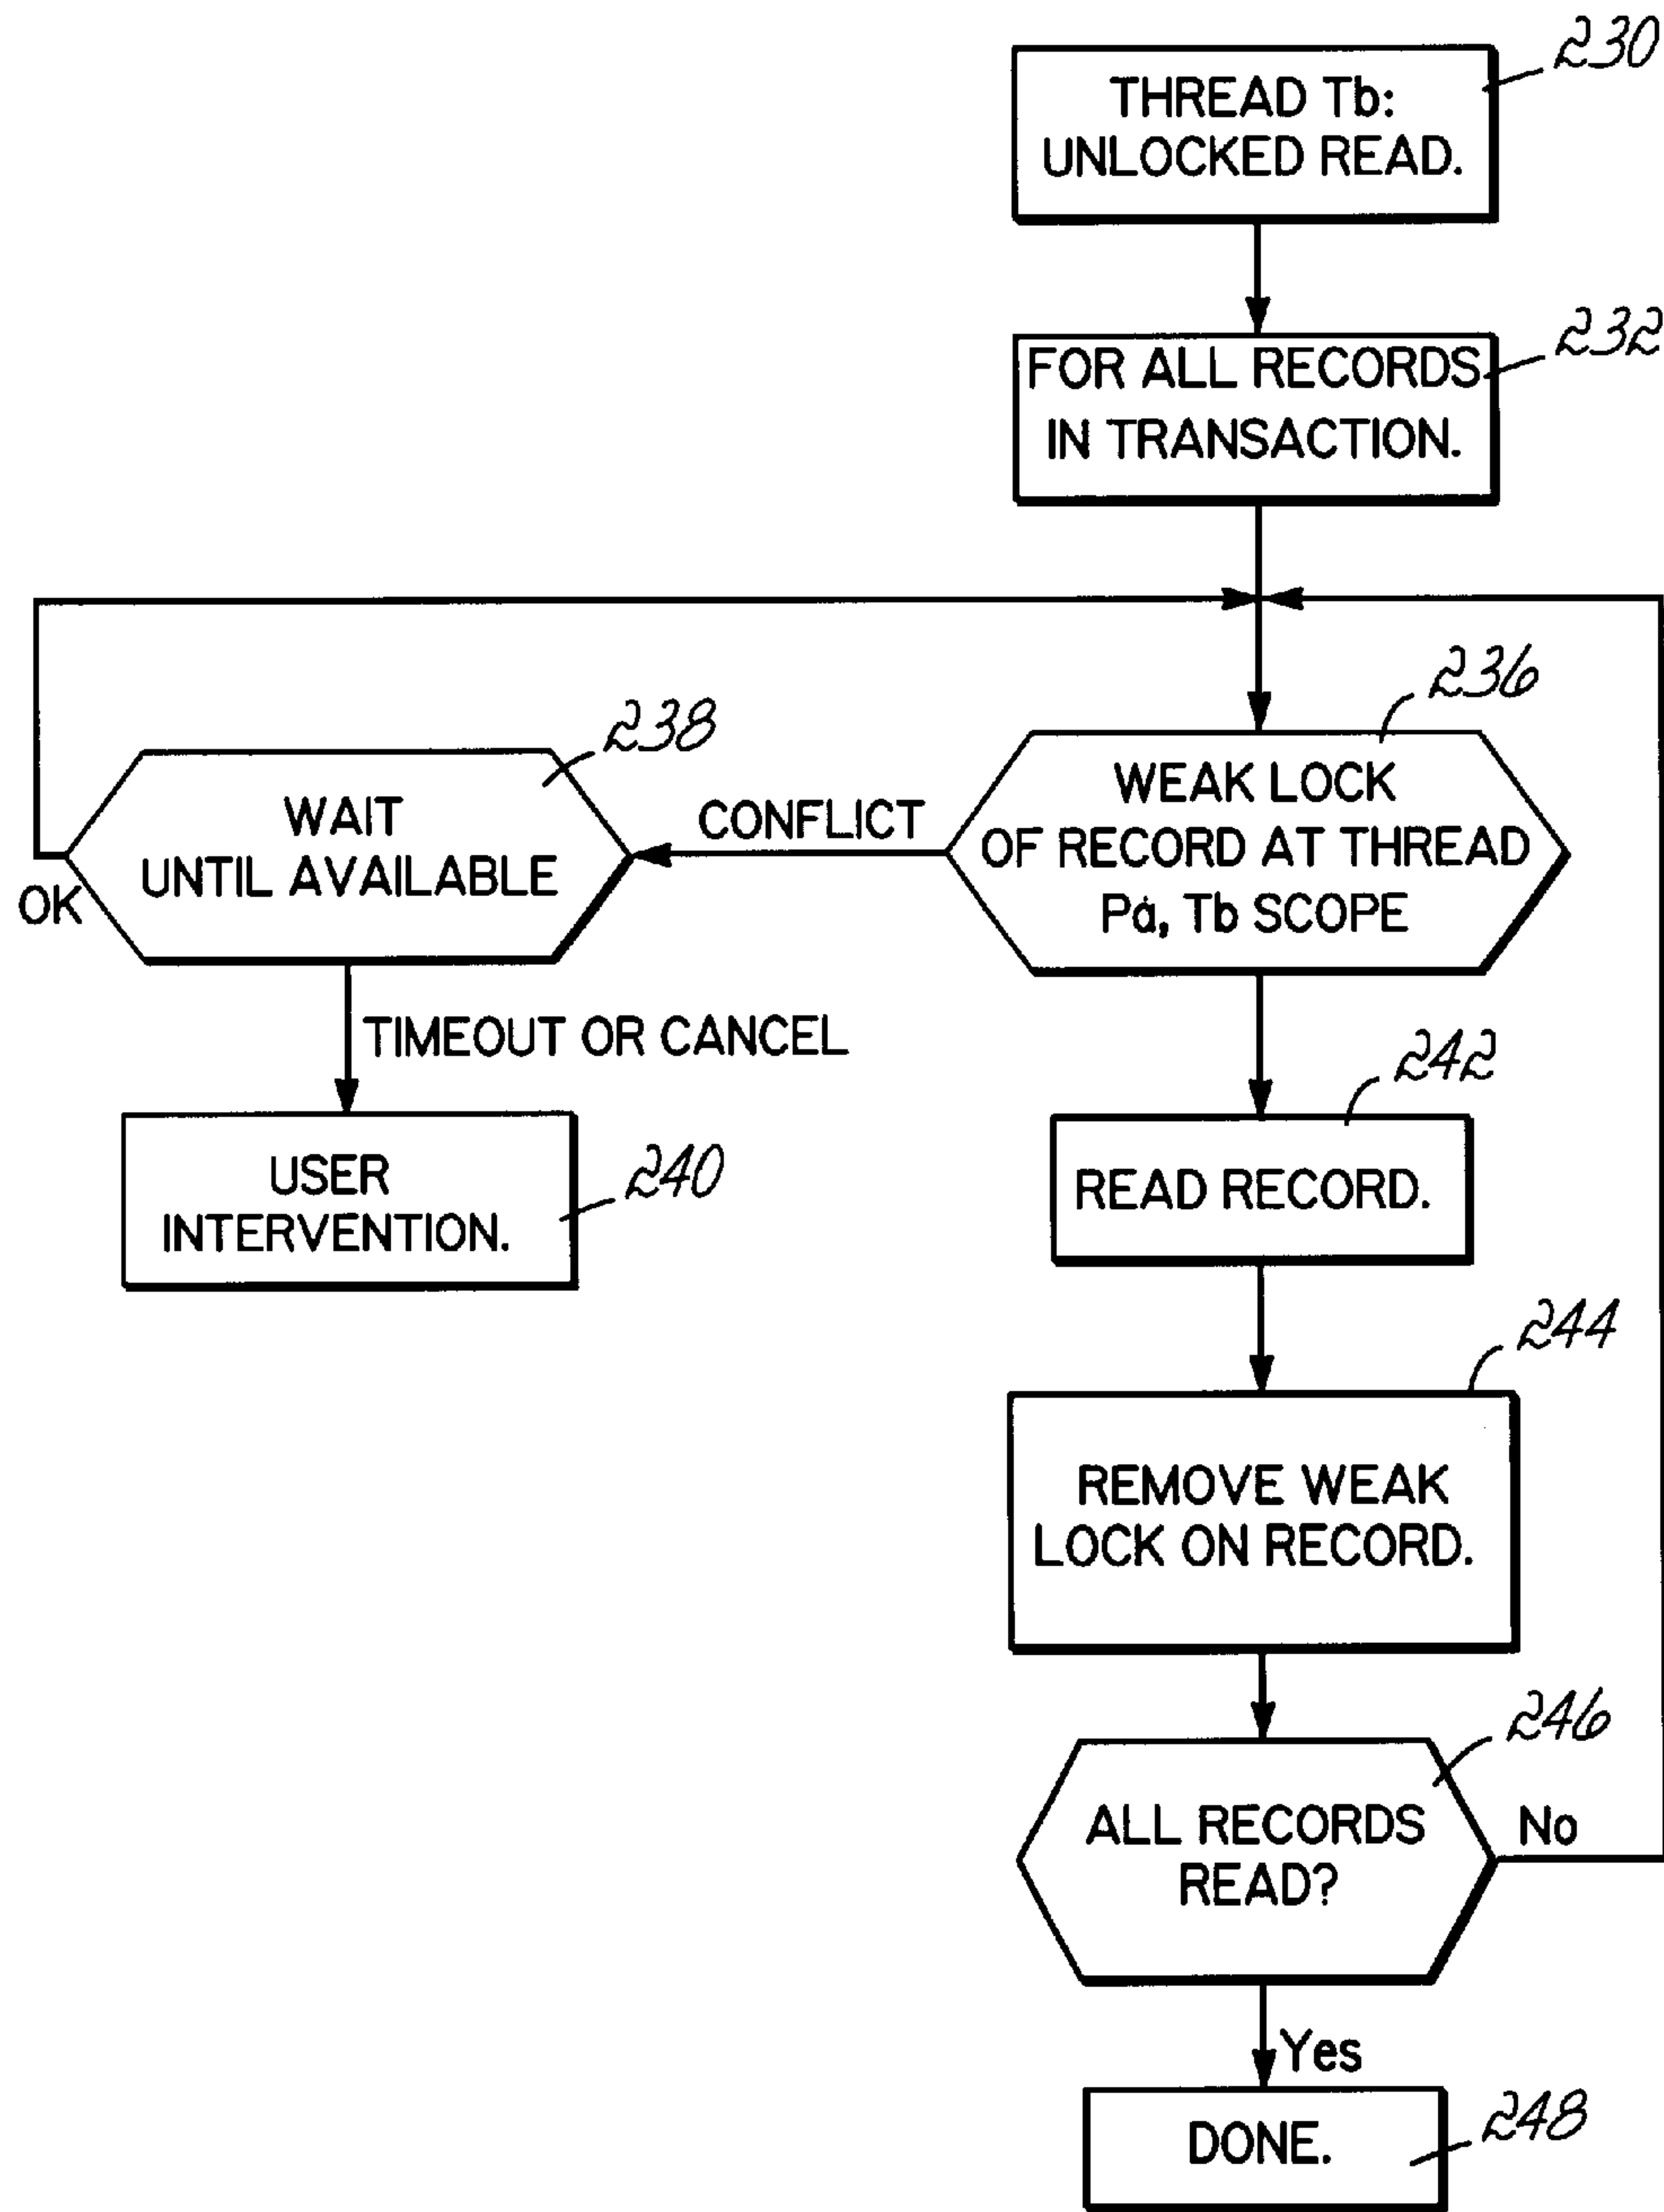 230
THREAD Tb:
UNLOCKED READ.
232
FOR ALL RECORDS
IN TRANSACTION.
236
WEAK LOCK
OF RECORD AT THREAD
Pa, Tb SCOPE
CONFLICT
238
WAIT
UNTIL AVAILABLE
OK
TIMEOUT OR CANCEL
USER
INTERVENTION.
240
242
READ RECORD.
244
REMOVE WEAK
LOCK ON RECORD.
246
ALL RECORDS
READ?
No
Yes
DONE.
248